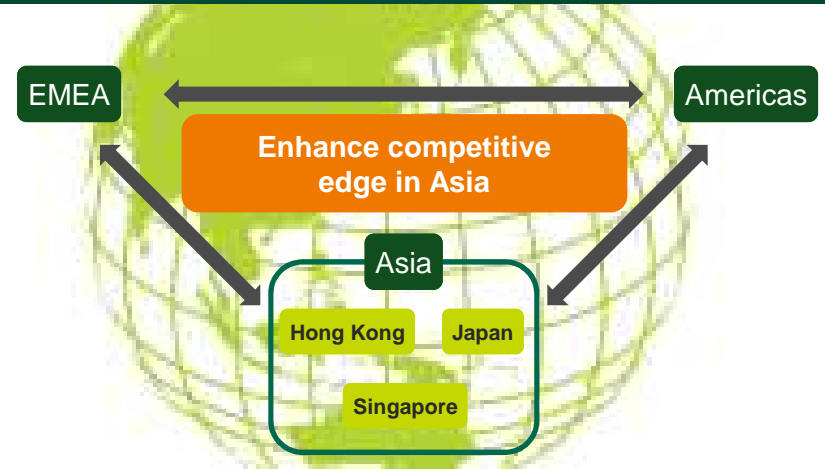 EMEA
Americas
Enhance competitive
edge in Asia
Asia
Hong Kong
Japan
Singapore